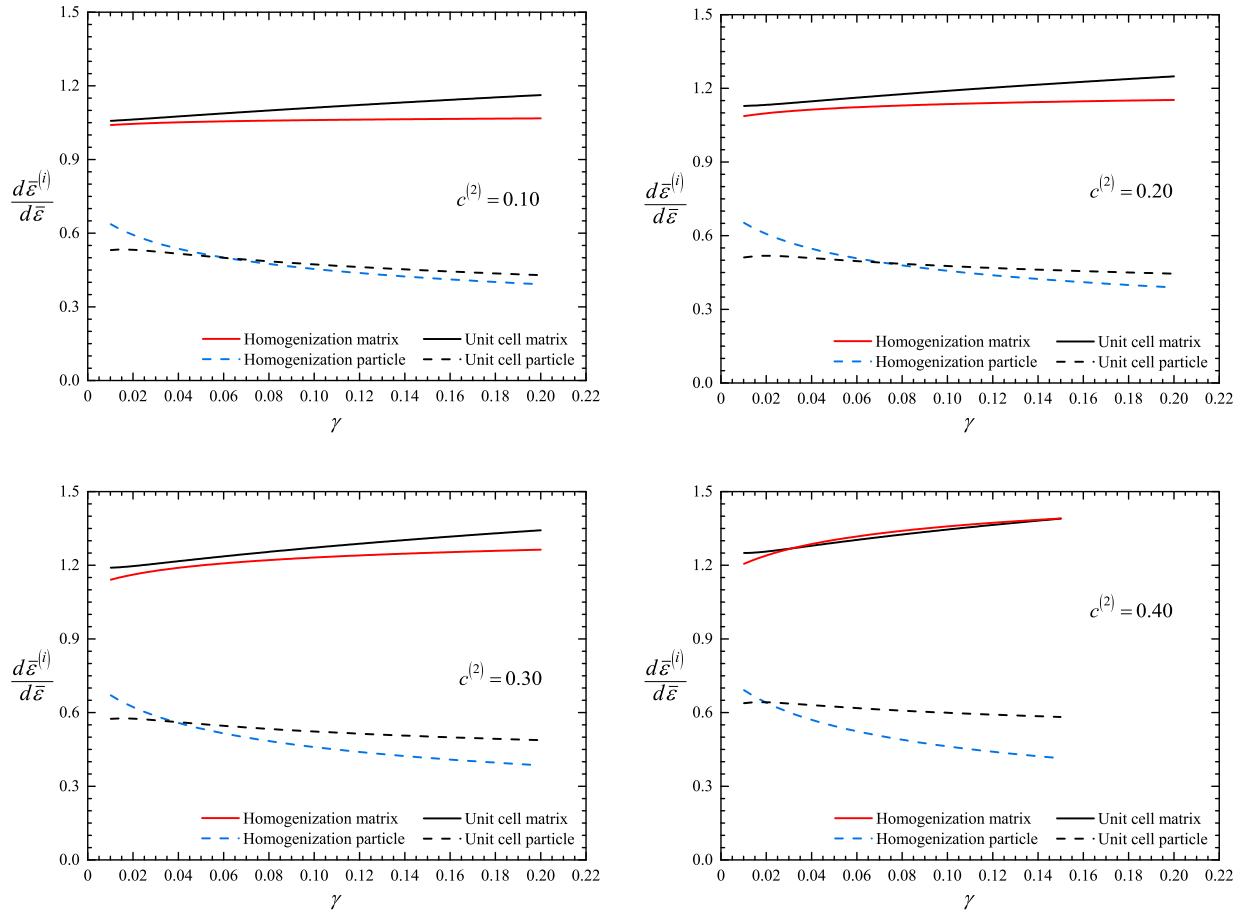 1.5
1.2
0.9
0.6
0.3
0.0
dε̄⁽ⁱ⁾
dε̄
c⁽²⁾ = 0.10
Homogenization matrix
Unit cell matrix
Homogenization particle
Unit cell particle
0 0.02 0.04 0.06 0.08 0.10 0.12 0.14 0.16 0.18 0.20 0.22
γ
1.5
1.2
0.9
0.6
0.3
0.0
dε̄⁽ⁱ⁾
dε̄
c⁽²⁾ = 0.20
Homogenization matrix
Unit cell matrix
Homogenization particle
Unit cell particle
0 0.02 0.04 0.06 0.08 0.10 0.12 0.14 0.16 0.18 0.20 0.22
γ
1.5
1.2
0.9
0.6
0.3
0.0
dε̄⁽ⁱ⁾
dε̄
c⁽²⁾ = 0.30
Homogenization matrix
Unit cell matrix
Homogenization particle
Unit cell particle
0 0.02 0.04 0.06 0.08 0.10 0.12 0.14 0.16 0.18 0.20 0.22
γ
1.5
1.2
0.9
0.6
0.3
0.0
dε̄⁽ⁱ⁾
dε̄
c⁽²⁾ = 0.40
Homogenization matrix
Unit cell matrix
Homogenization particle
Unit cell particle
0 0.02 0.04 0.06 0.08 0.10 0.12 0.14 0.16 0.18 0.20 0.22
γ